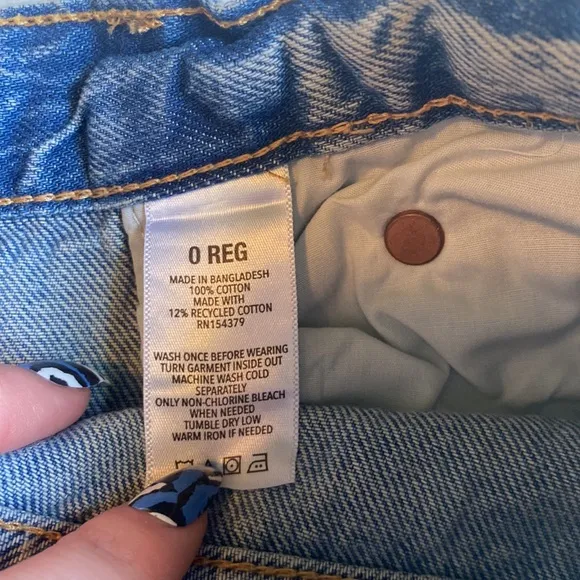 0 REG
MADE IN BANGLADESH
100% COTTON
MADE WITH
12% RECYCLED COTTON
RN154379
WASH ONCE BEFORE WEARING
TURN GARMENT INSIDE OUT
MACHINE WASH COLD
SEPARATELY
ONLY NON-CHLORINE BLEACH
WHEN NEEDED
TUMBLE DRY LOW
WARM IRON IF NEEDED